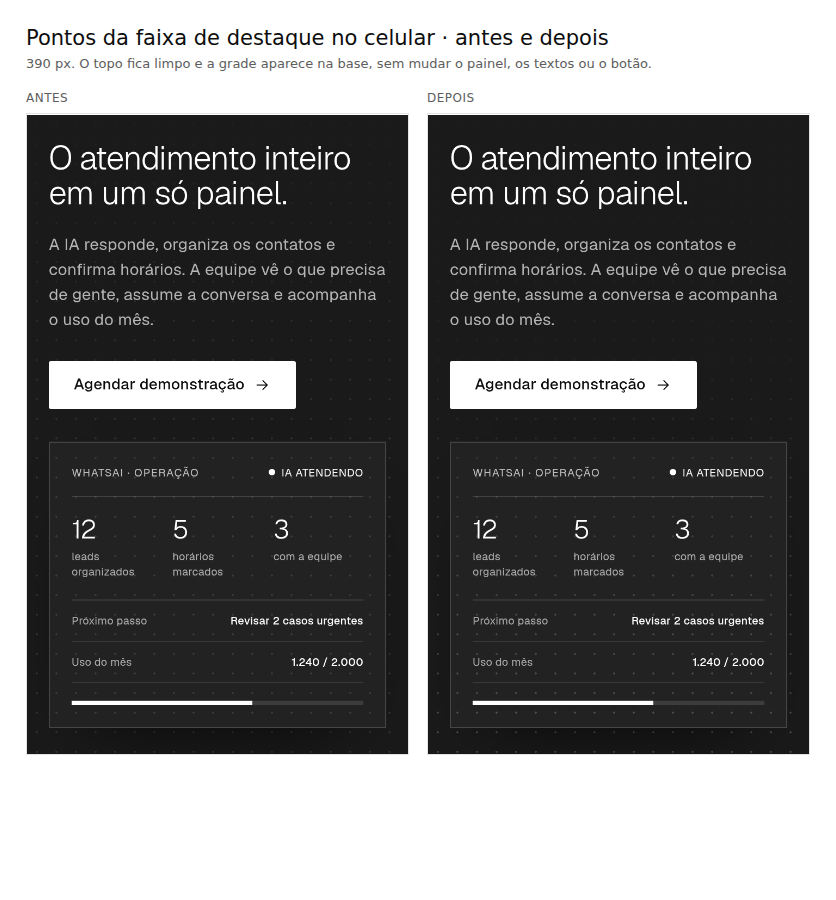 Pontos da faixa de destaque no celular · antes e depois
390 px. O topo fica limpo e a grade aparece na base, sem mudar o painel, os textos ou o botão.
ANTES
O atendimento inteiro
em um só painel.
A IA responde, organiza os contatos e
confirma horários. A equipe vê o que precisa
de gente, assume a conversa e acompanha
o uso do mês.
Agendar demonstração →
WHATSAI · OPERAÇÃO
IA ATENDENDO
12
leads
organizados
5
horários
marcados
3
com a equipe
Próximo passo
Revisar 2 casos urgentes
Uso do mês
1.240 / 2.000
DEPOIS
O atendimento inteiro
em um só painel.
A IA responde, organiza os contatos e
confirma horários. A equipe vê o que precisa
de gente, assume a conversa e acompanha
o uso do mês.
Agendar demonstração →
WHATSAI · OPERAÇÃO
IA ATENDENDO
12
leads
organizados
5
horários
marcados
3
com a equipe
Próximo passo
Revisar 2 casos urgentes
Uso do mês
1.240 / 2.000